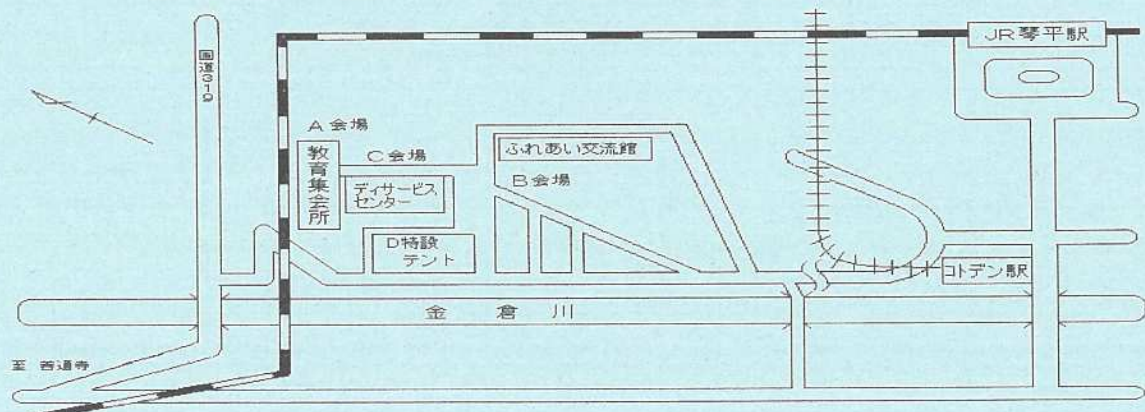 JR琴平駅
国道319
A会場
教育集会所
C会場
ディサービス
センター
ふれあい交流館
B会場
D特設
テント
コトデン駅
金倉川
至 善通寺